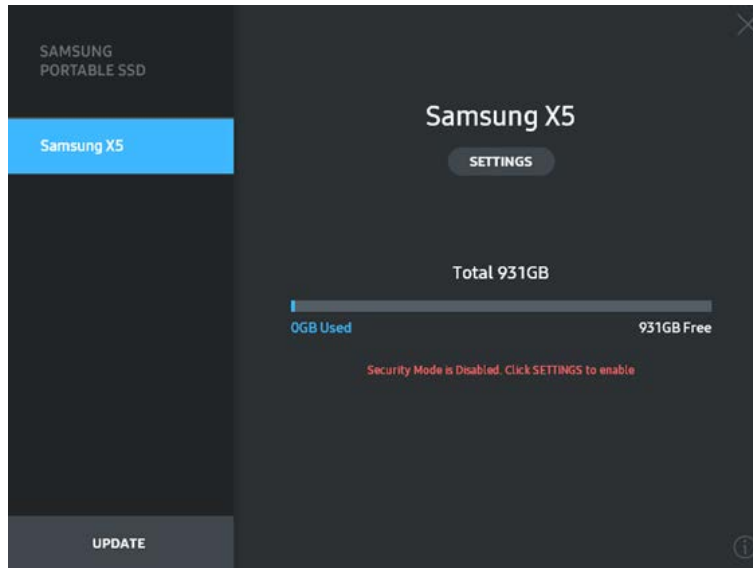 SAMSUNG
PORTABLE SSD
Samsung X5
Samsung X5
SETTINGS
Total 931GB
0GB Used
931GB Free
Security Mode is Disabled. Click SETTINGS to enable
UPDATE